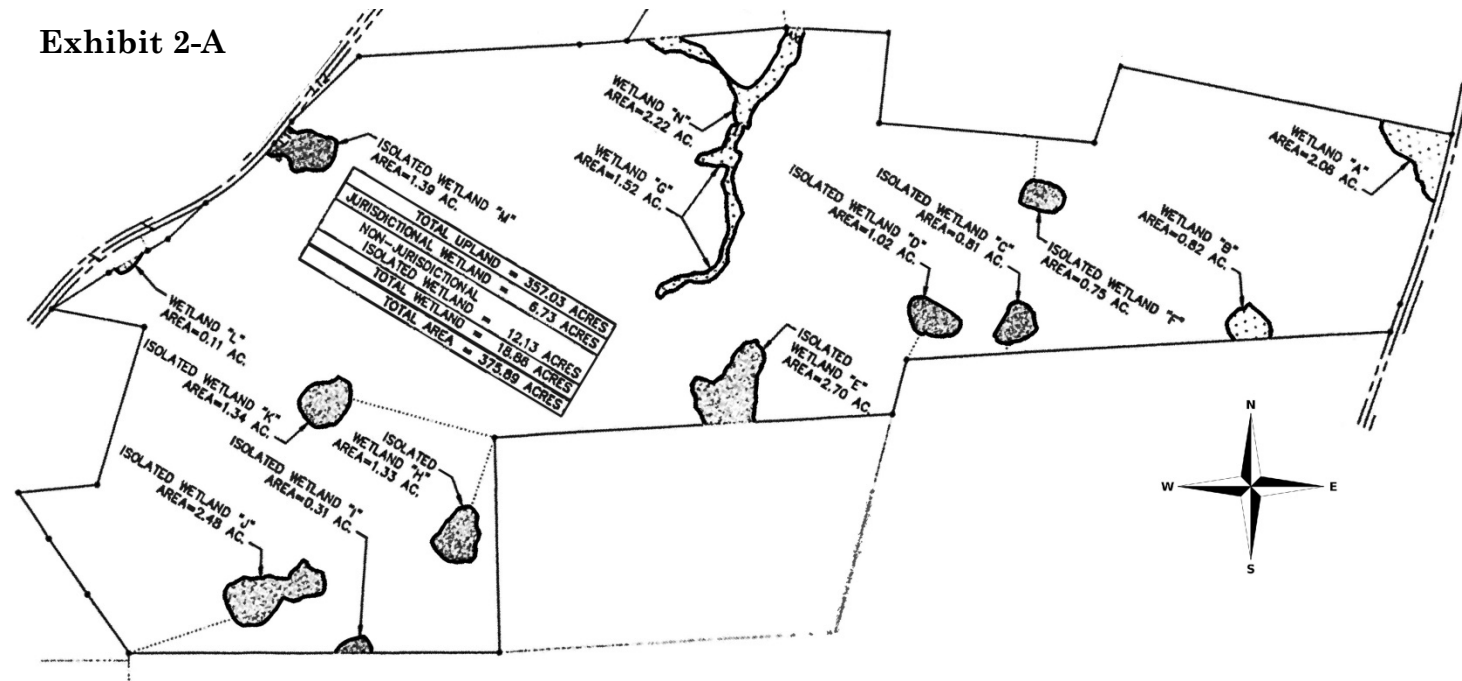 Exhibit 2-A
WETLAND "N"
AREA=2.22 AC.
WETLAND "G"
AREA=1.52 AC.
ISOLATED WETLAND "M"
AREA=1.39 AC.
WETLAND "A"
AREA=2.06 AC.
ISOLATED WETLAND "D"
AREA=1.02 AC.
ISOLATED WETLAND "C"
AREA=0.81 AC.
ISOLATED WETLAND "F"
AREA=0.75 AC.
WETLAND "B"
AREA=0.82 AC.
TOTAL UPLAND = 357.03 ACRES
JURISDICTIONAL WETLAND = 6.73 ACRES
NON-JURISDICTIONAL
ISOLATED WETLAND = 12.13 ACRES
TOTAL WETLAND = 18.86 ACRES
TOTAL AREA = 375.89 ACRES
WETLAND "L"
AREA=0.11 AC.
ISOLATED
WETLAND "E"
AREA=2.70 AC.
ISOLATED WETLAND "K"
AREA=1.34 AC.
ISOLATED
WETLAND "H"
AREA=1.33 AC.
ISOLATED WETLAND "I"
AREA=0.31 AC.
ISOLATED WETLAND "J"
AREA=2.48 AC.
N
W
E
S